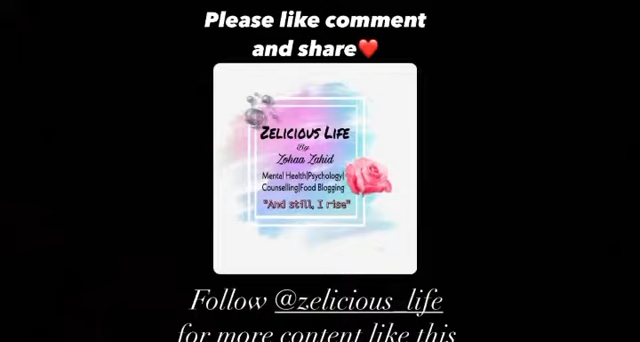 Please like comment
and share❤️
ZELICIOUS LIFE
By
Zohaa Zahid
Mental Health|Psychology|
Counselling|Food Blogging
"And still, I rise"
Follow @zelicious_life
for more content like this